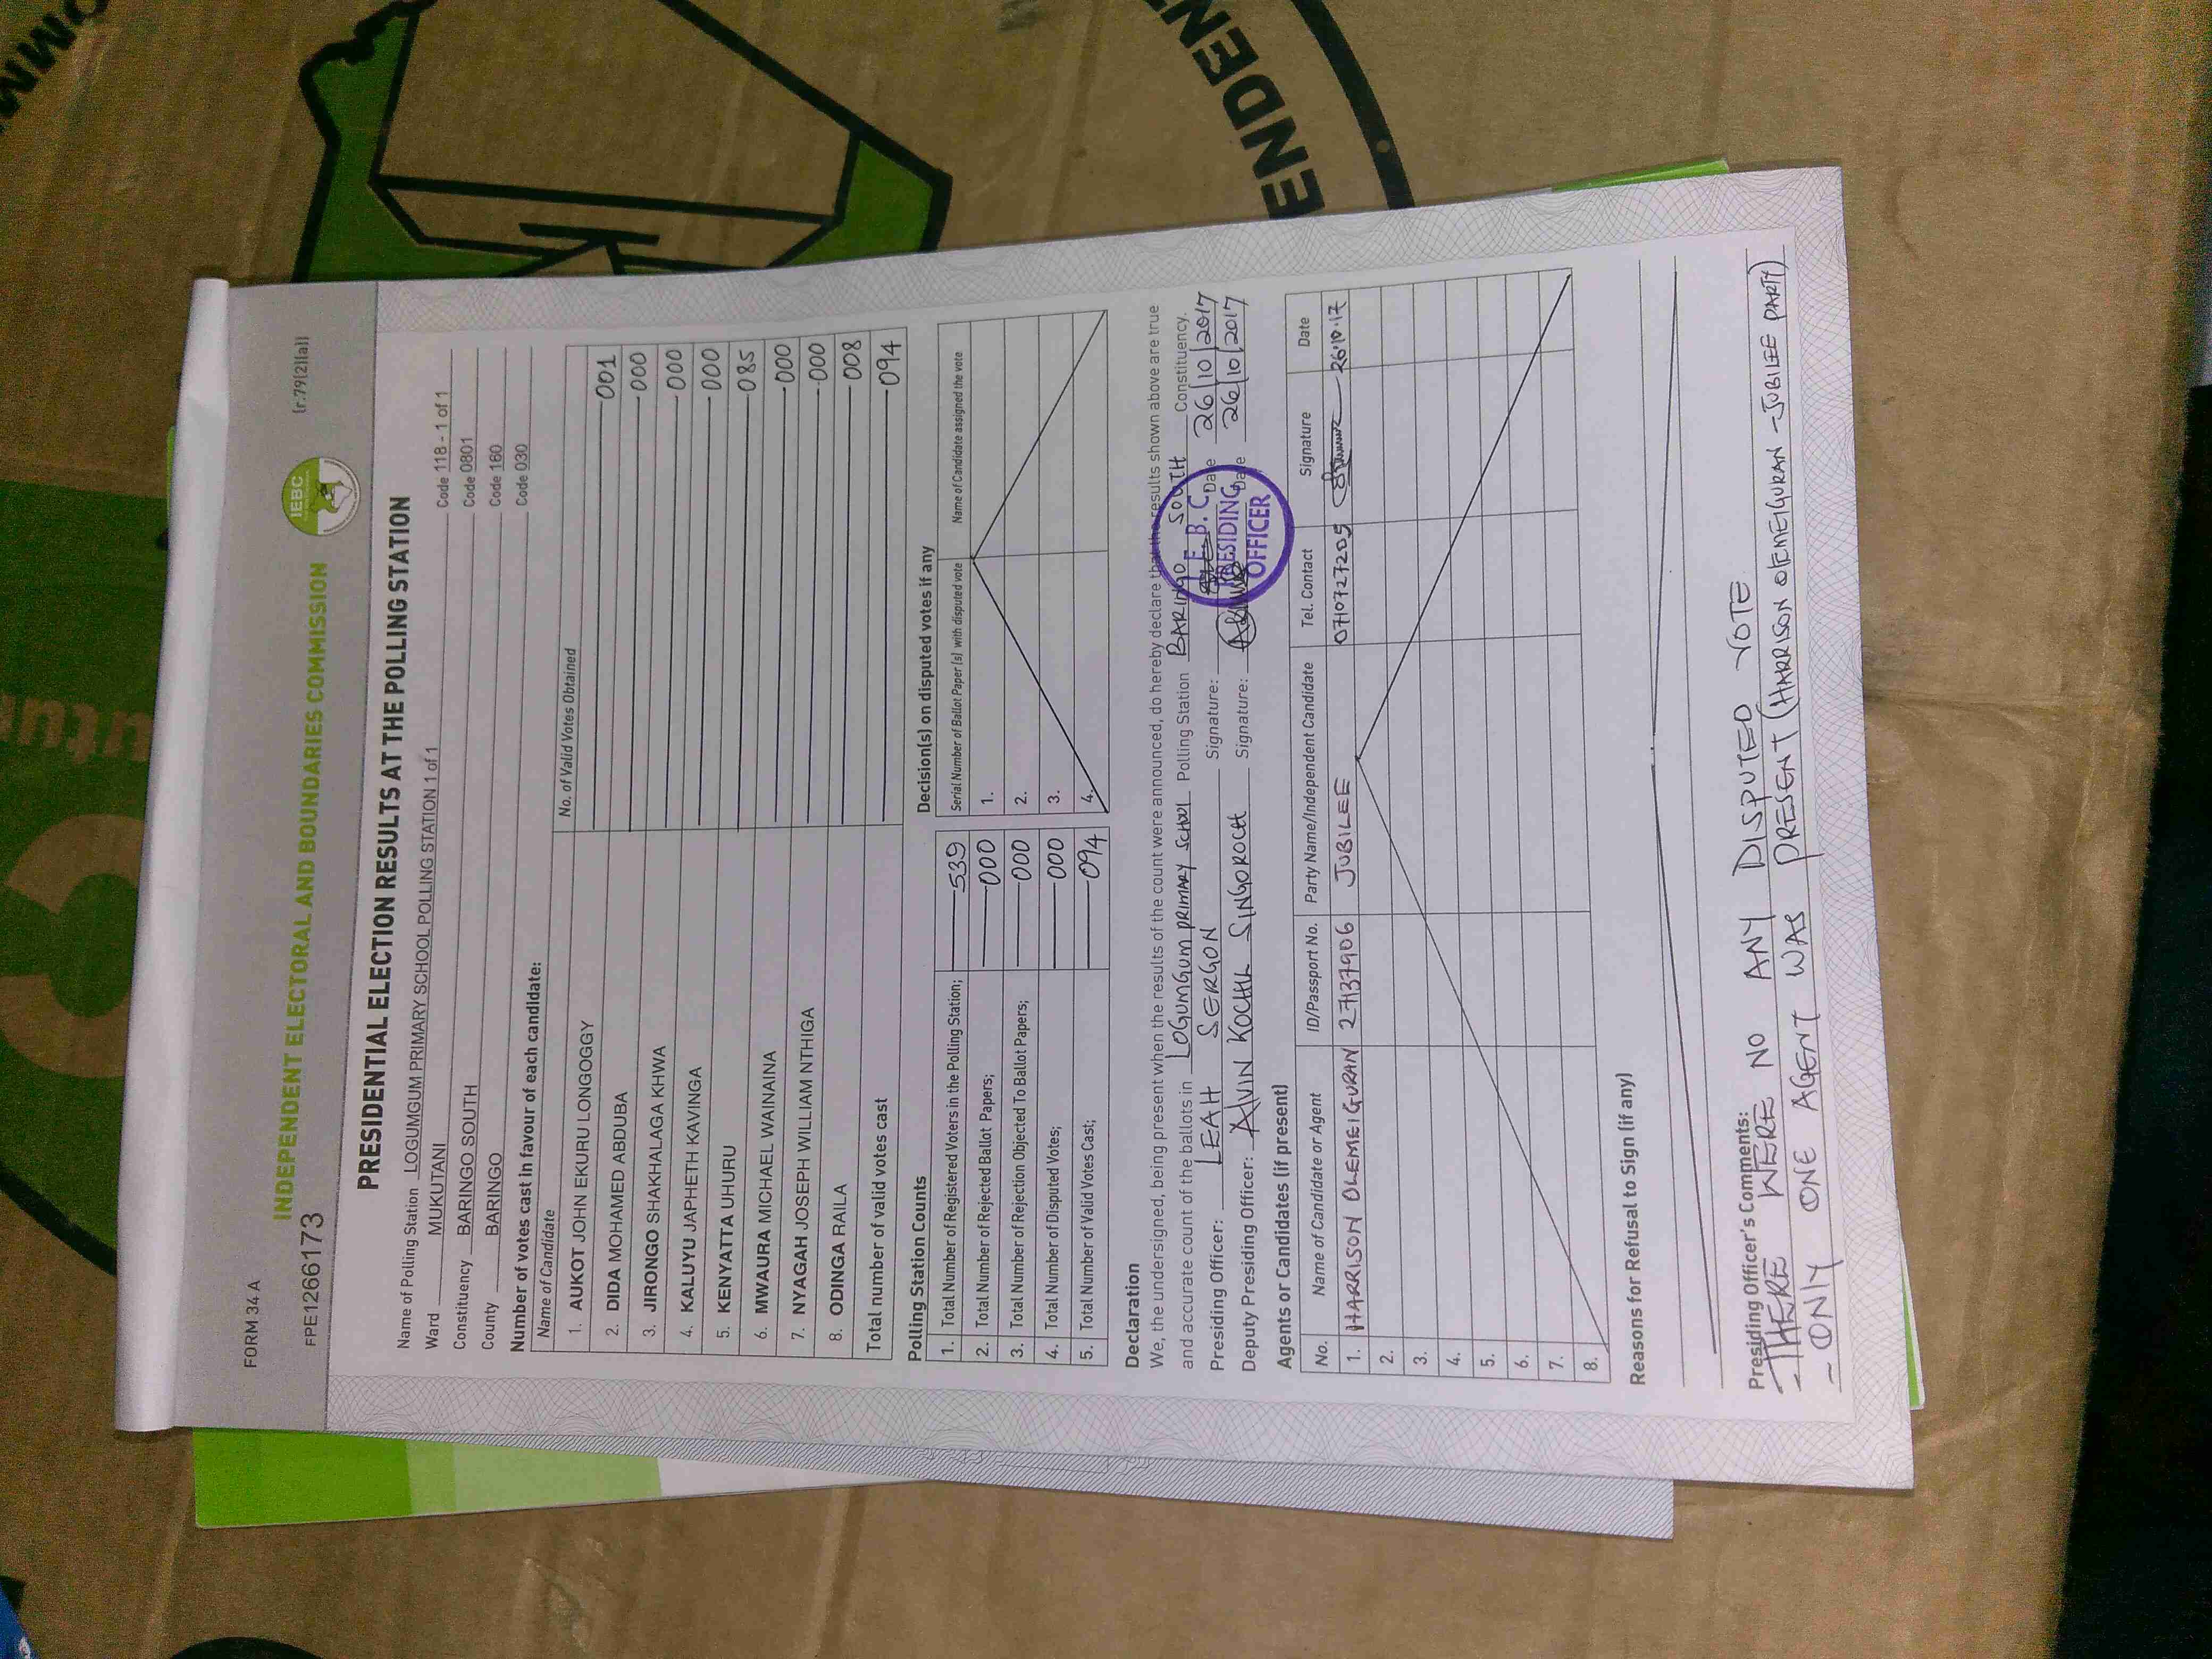 FORM 34 A
INDEPENDENT ELECTORAL AND BOUNDARIES COMMISSION
IEBC
(r.79(2)(a))
FPE1266173
PRESIDENTIAL ELECTION RESULTS AT THE POLLING STATION
Name of Polling Station LOGUMGUM PRIMARY SCHOOL POLLING STATION 1 of 1 Code 118 - 1 of 1
Ward MUKUTANI Code 0801
Constituency BARINGO SOUTH Code 160
County BARINGO Code 030
Number of votes cast in favour of each candidate:
Name of Candidate No. of Valid Votes Obtained
1. AUKOT JOHN EKURU LONGOGGY 001
2. DIDA MOHAMED ABDUBA 000
3. JIRONGO SHAKHALAGA KHWA 000
4. KALUYU JAPHETH KAVINGA 000
5. KENYATTA UHURU 085
6. MWAURA MICHAEL WAINAINA 000
7. NYAGAH JOSEPH WILLIAM NTHIGA 000
8. ODINGA RAILA 008
Total number of valid votes cast 094
Polling Station Counts
1. Total Number of Registered Voters in the Polling Station; 539
2. Total Number of Rejected Ballot Papers; 000
3. Total Number of Rejection Objected To Ballot Papers; 000
4. Total Number of Disputed Votes; 000
5. Total Number of Valid Votes Cast; 094
Decision(s) on disputed votes if any
Serial Number of Ballot Paper (s) with disputed vote Name of Candidate assigned the vote
1.
2.
3.
4.
Declaration
We, the undersigned, being present when the results of the count were announced, do hereby declare that the results shown above are true
and accurate count of the ballots in LOGUMGUM PRIMARY SCHOOL Polling Station BARINGO SOUTH Constituency.
Presiding Officer: LEAH SERGON Signature: Date 26/10/2017
Deputy Presiding Officer: ALVIN KOCHIL SINGOROCH Signature: Date 26/10/2017
I.E.B.C
PRESIDING
OFFICER
Agents or Candidates (if present)
No. Name of Candidate or Agent ID/Passport No. Party Name/Independent Candidate Tel. Contact Signature Date
1. HARRISON OLEMEIGURAN 27137906 JUBILEE 0710727205 26.10.17
2.
3.
4.
5.
6.
7.
8.
Reasons for Refusal to Sign (if any)
Presiding Officer's Comments:
- THERE WERE NO ANY DISPUTED VOTE
- ONLY ONE AGENT WAS PRESENT (HARRISON OLEMEIGURAN - JUBILEE PARTY)
ENDEN